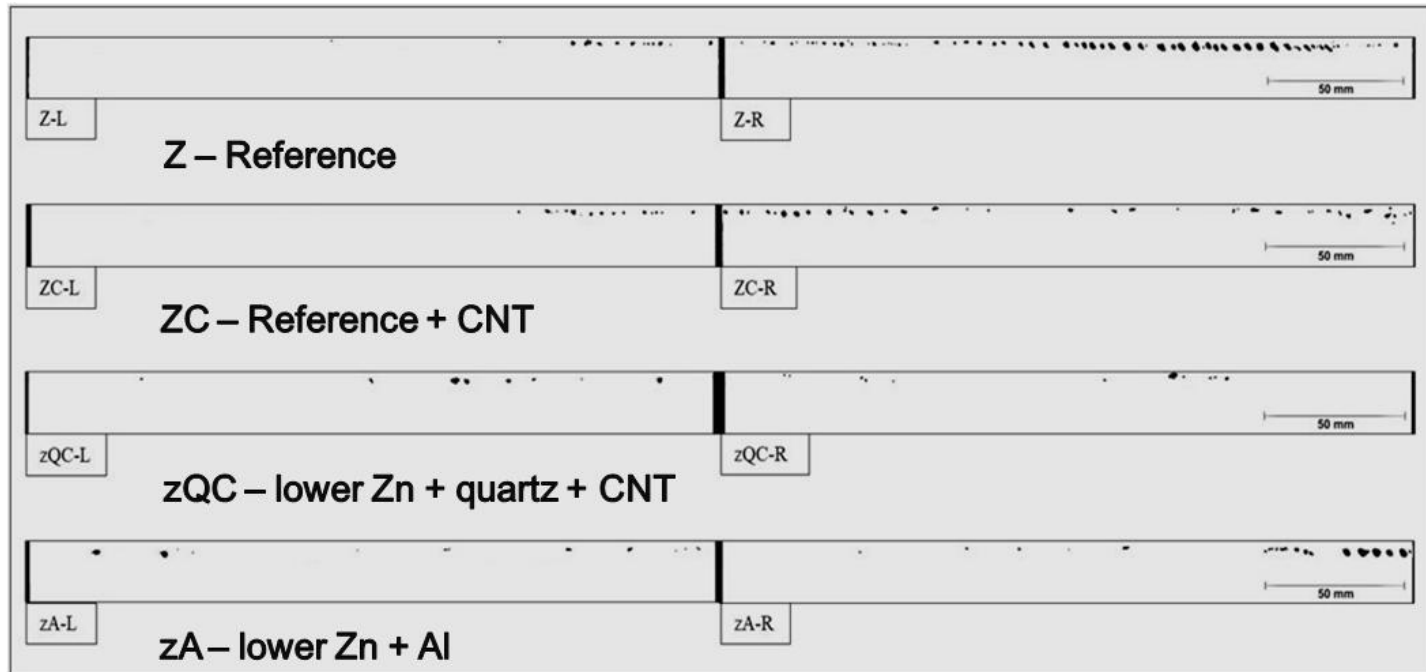 50 mm
Z-L
Z-R
Z – Reference
50 mm
ZC-L
ZC-R
ZC – Reference + CNT
50 mm
zQC-L
zQC-R
zQC – lower Zn + quartz + CNT
50 mm
zA-L
zA-R
zA – lower Zn + Al